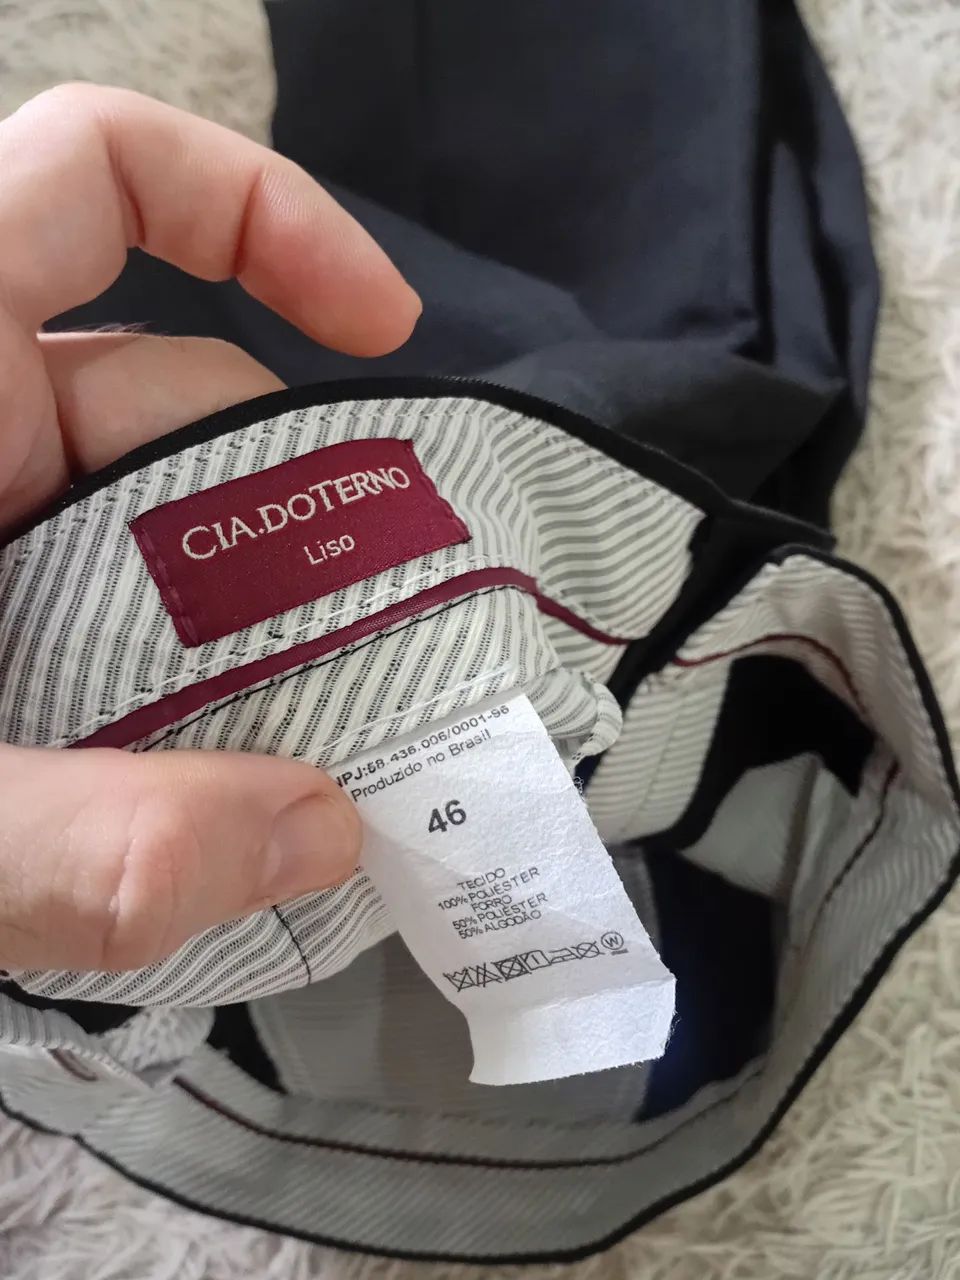 CIA.DOTERNO
Liso
NPJ:58.436.006/0001-96
Produzido no Brasil
46
TECIDO
100% POLIÉSTER
FORRO
50% POLIÉSTER
50% ALGODÃO
W